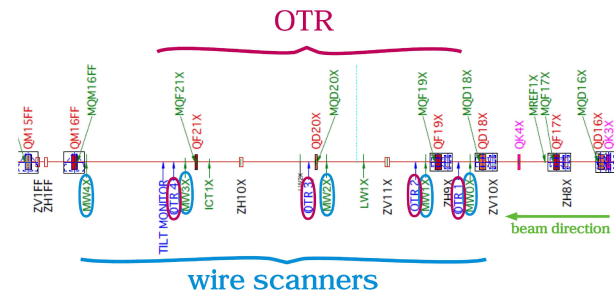 OTR
QM15FF
QM16FF
MQM16FF
MQF21X
QF21X
QD20X
MQD20X
MQF19X
QF19X
MQD18X
QD18X
QK4X
MREF1X
MQF17X
QF17X
MQD16X
QD16X
QK3X
ZV1FF
ZH1FF
MW4X
TILT MONITOR
OTR 4
MW3X
ICT1X
ZH10X
OTR 3
MW2X
LW1X
ZV11X
OTR 2
MW1X
ZH9X
OTR 1
MW0X
ZV10X
ZH8X
beam direction
wire scanners